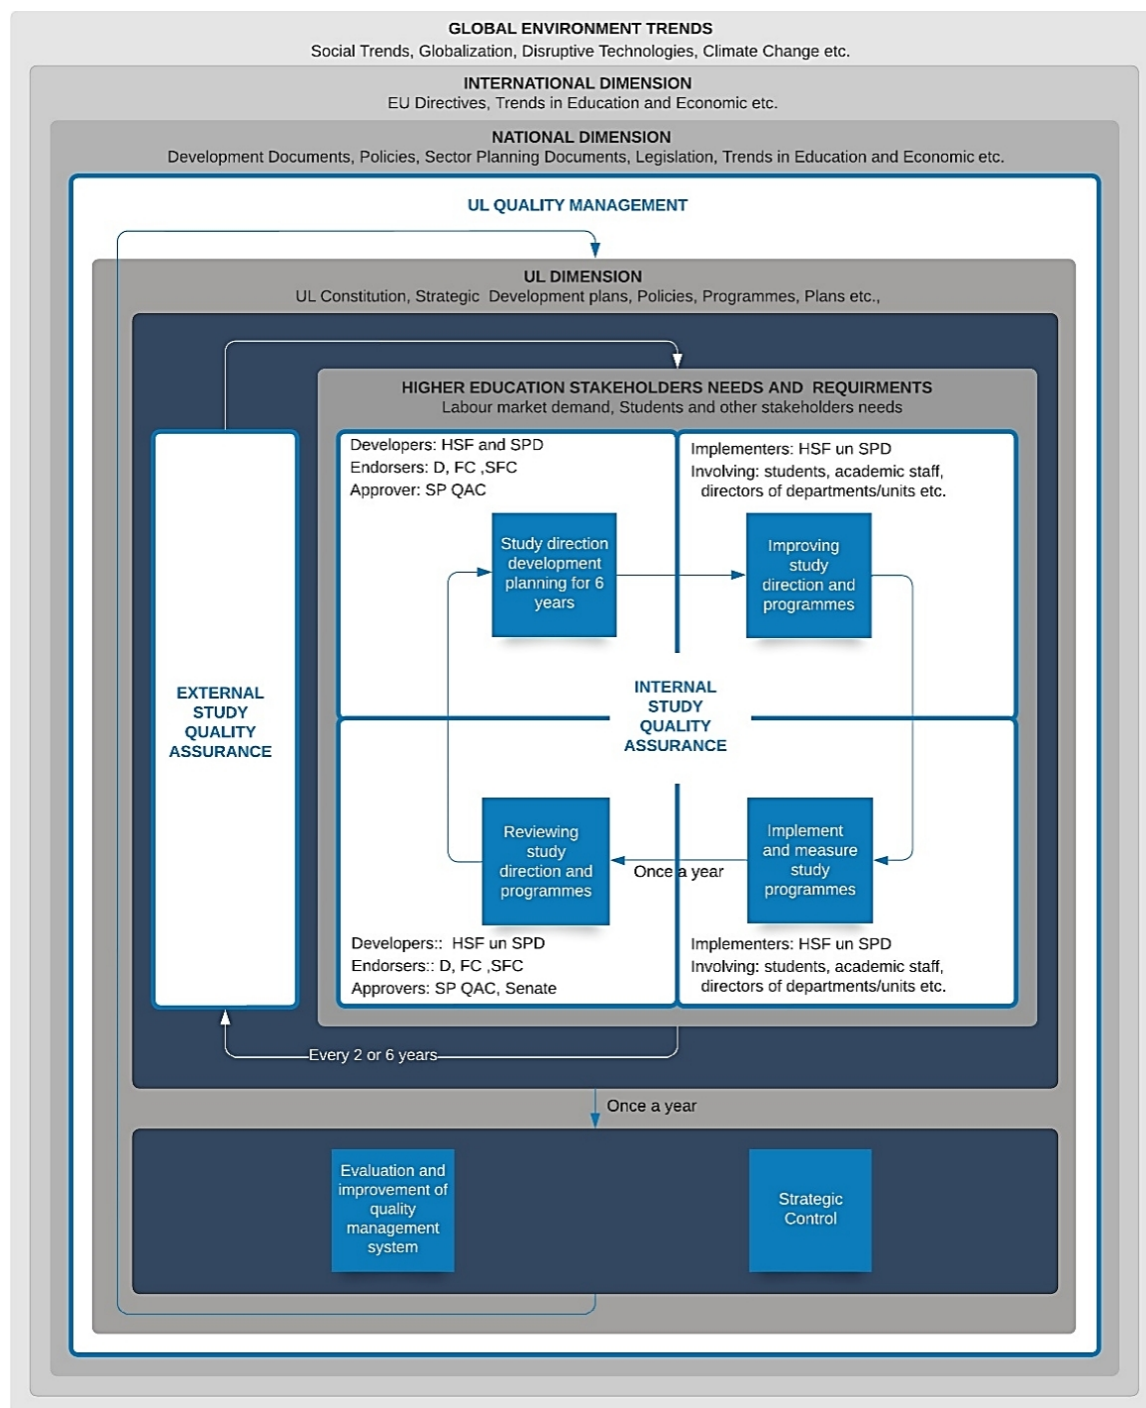 GLOBAL ENVIRONMENT TRENDS
Social Trends, Globalization, Disruptive Technologies, Climate Change etc.
INTERNATIONAL DIMENSION
EU Directives, Trends in Education and Economic etc.
NATIONAL DIMENSION
Development Documents, Policies, Sector Planning Documents, Legislation, Trends in Education and Economic etc.
UL QUALITY MANAGEMENT
UL DIMENSION
UL Constitution, Strategic Development plans, Policies, Programmes, Plans etc.,
HIGHER EDUCATION STAKEHOLDERS NEEDS AND REQUIRMENTS
Labour market demand, Students and other stakeholders needs
Developers: HSF and SPD
Endorsers: D, FC ,SFC
Approver: SP QAC
Study direction
development
planning for 6
years
Implementers: HSF un SPD
Involving: students, academic staff,
directors of departments/units etc.
Improving
study
direction and
programmes
EXTERNAL
STUDY
QUALITY
ASSURANCE
INTERNAL
STUDY
QUALITY
ASSURANCE
Reviewing
study
direction and
programmes
Once a year
Implement
and measure
study
programmes
Developers:: HSF un SPD
Endorsers:: D, FC ,SFC
Approvers: SP QAC, Senate
Implementers: HSF un SPD
Involving: students, academic staff,
directors of departments/units etc.
Every 2 or 6 years
Once a year
Evaluation and
improvement of
quality
management
system
Strategic
Control